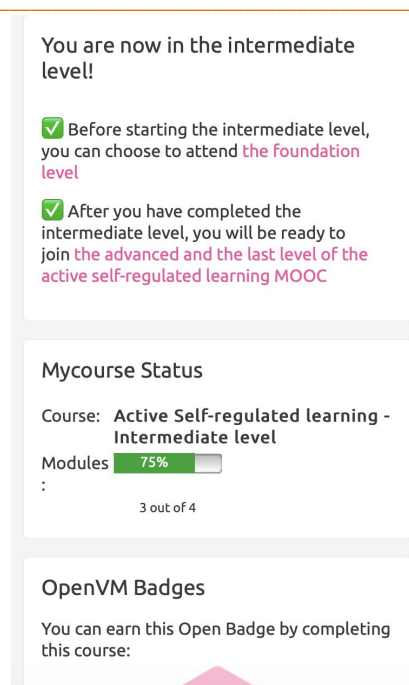 You are now in the intermediate
level!
✅ Before starting the intermediate level,
you can choose to attend the foundation
level
✅ After you have completed the
intermediate level, you will be ready to
join the advanced and the last level of the
active self-regulated learning MOOC
Mycourse Status
Course: Active Self-regulated learning -
Intermediate level
Modules 75%
:
3 out of 4
OpenVM Badges
You can earn this Open Badge by completing
this course: